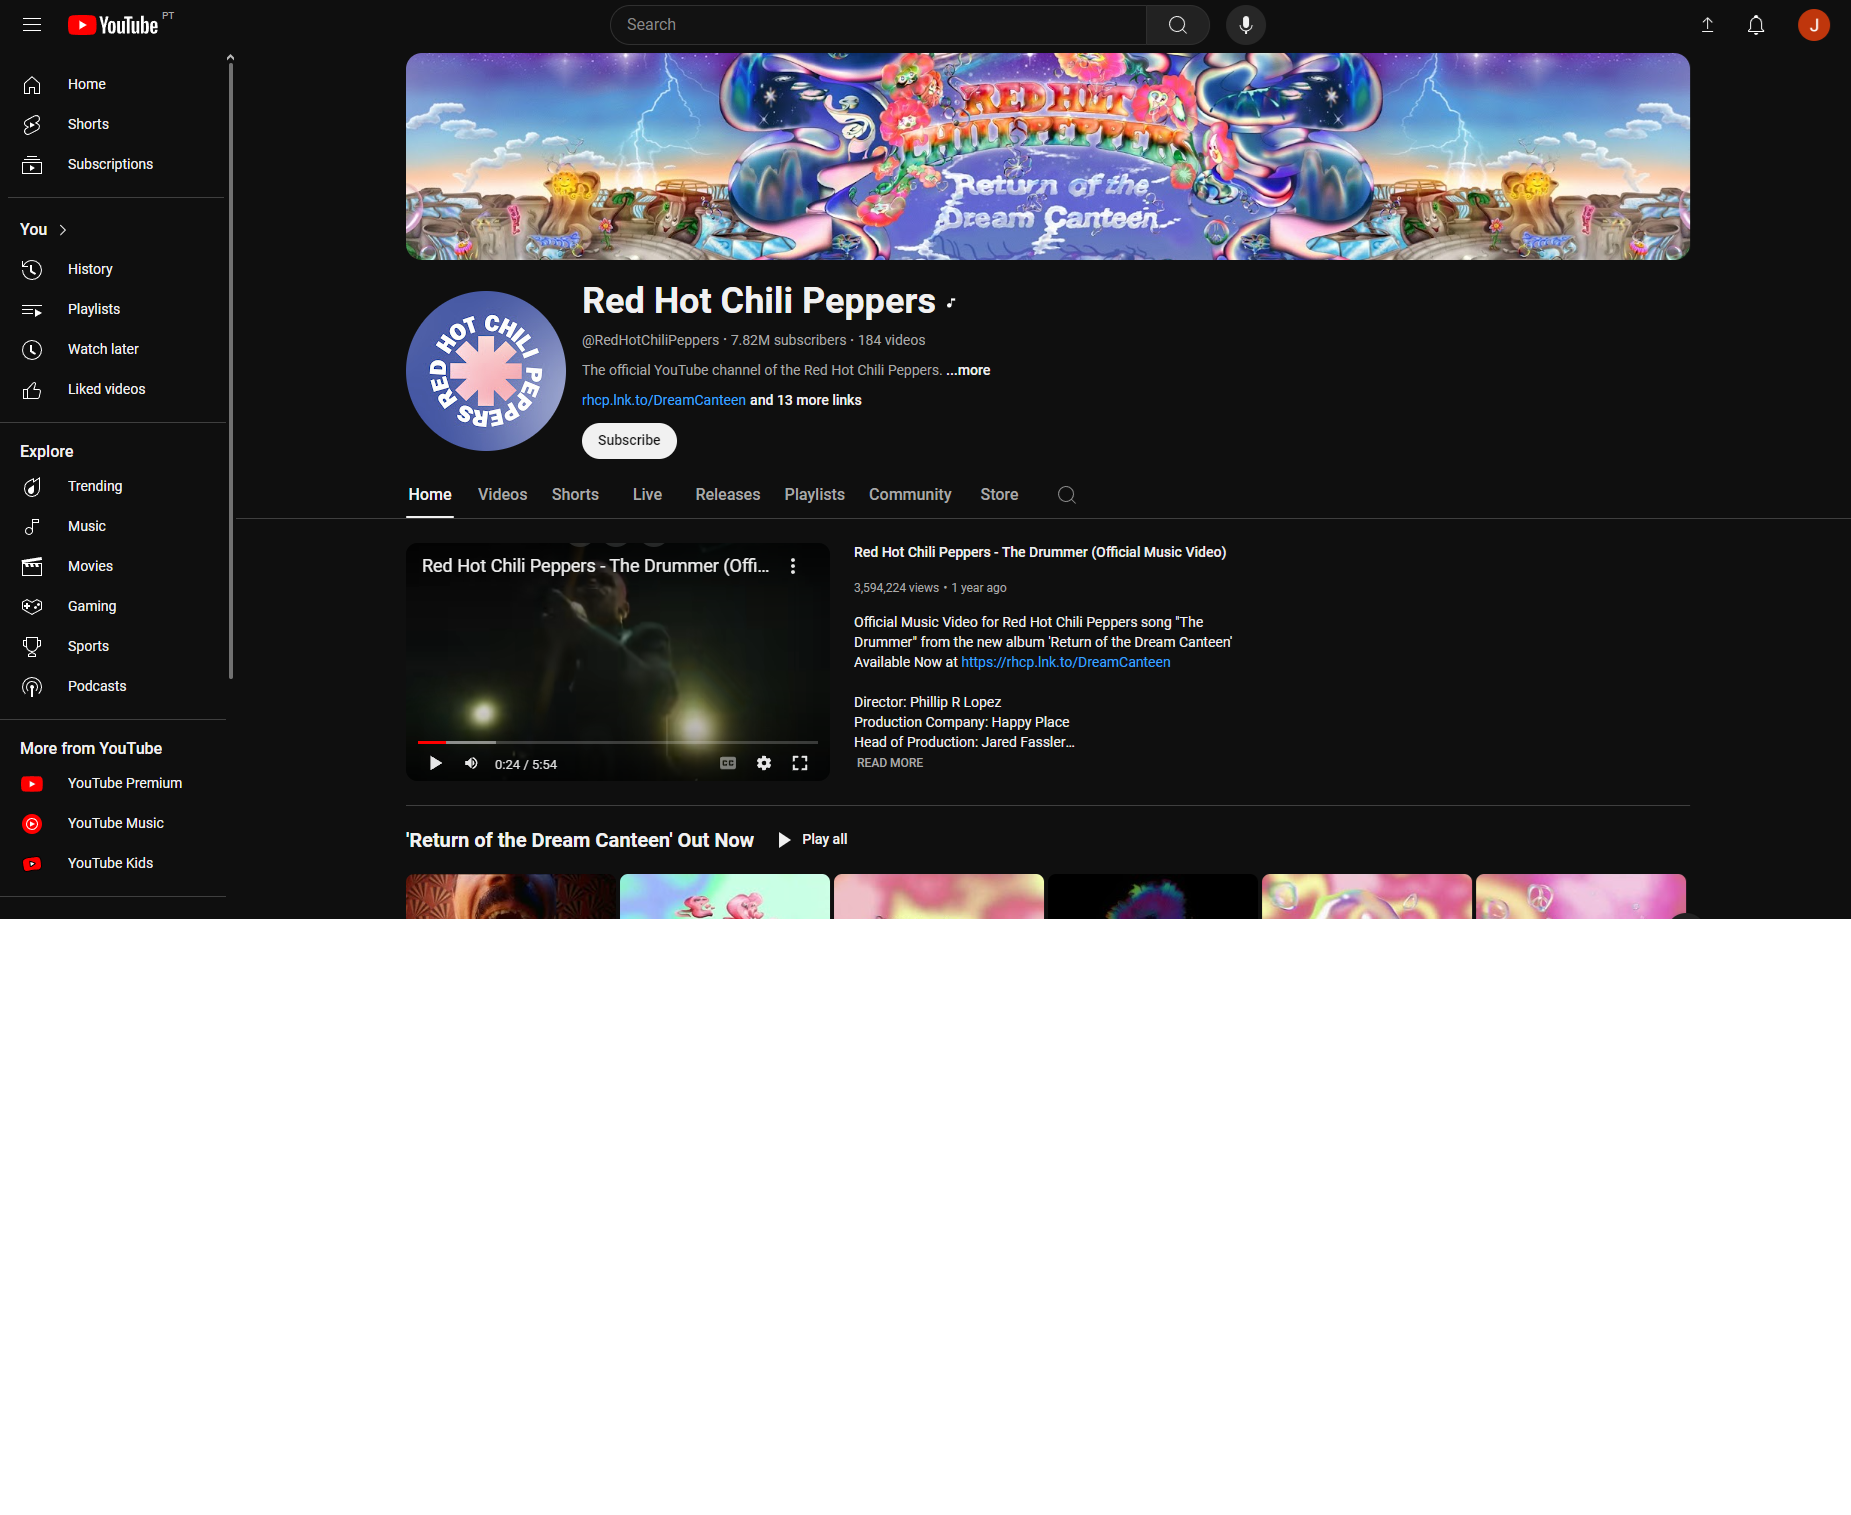 YouTube PT
Search
J
Home
Shorts
Subscriptions
You
History
Playlists
Watch later
Liked videos
Explore
Trending
Music
Movies
Gaming
Sports
Podcasts
More from YouTube
YouTube Premium
YouTube Music
YouTube Kids
RED HOT
CHILI PEPPERS
Return of the
Dream Canteen
RED HOT CHILI PEPPERS
Red Hot Chili Peppers
@RedHotChiliPeppers · 7.82M subscribers · 184 videos
The official YouTube channel of the Red Hot Chili Peppers. ...more
rhcp.lnk.to/DreamCanteen and 13 more links
Subscribe
Home Videos Shorts Live Releases Playlists Community Store
Red Hot Chili Peppers - The Drummer (Offi...
0:24 / 5:54
CC
Red Hot Chili Peppers - The Drummer (Official Music Video)
3,594,224 views • 1 year ago
Official Music Video for Red Hot Chili Peppers song "The
Drummer" from the new album 'Return of the Dream Canteen'
Available Now at https://rhcp.lnk.to/DreamCanteen
Director: Phillip R Lopez
Production Company: Happy Place
Head of Production: Jared Fassler...
READ MORE
'Return of the Dream Canteen' Out Now
Play all